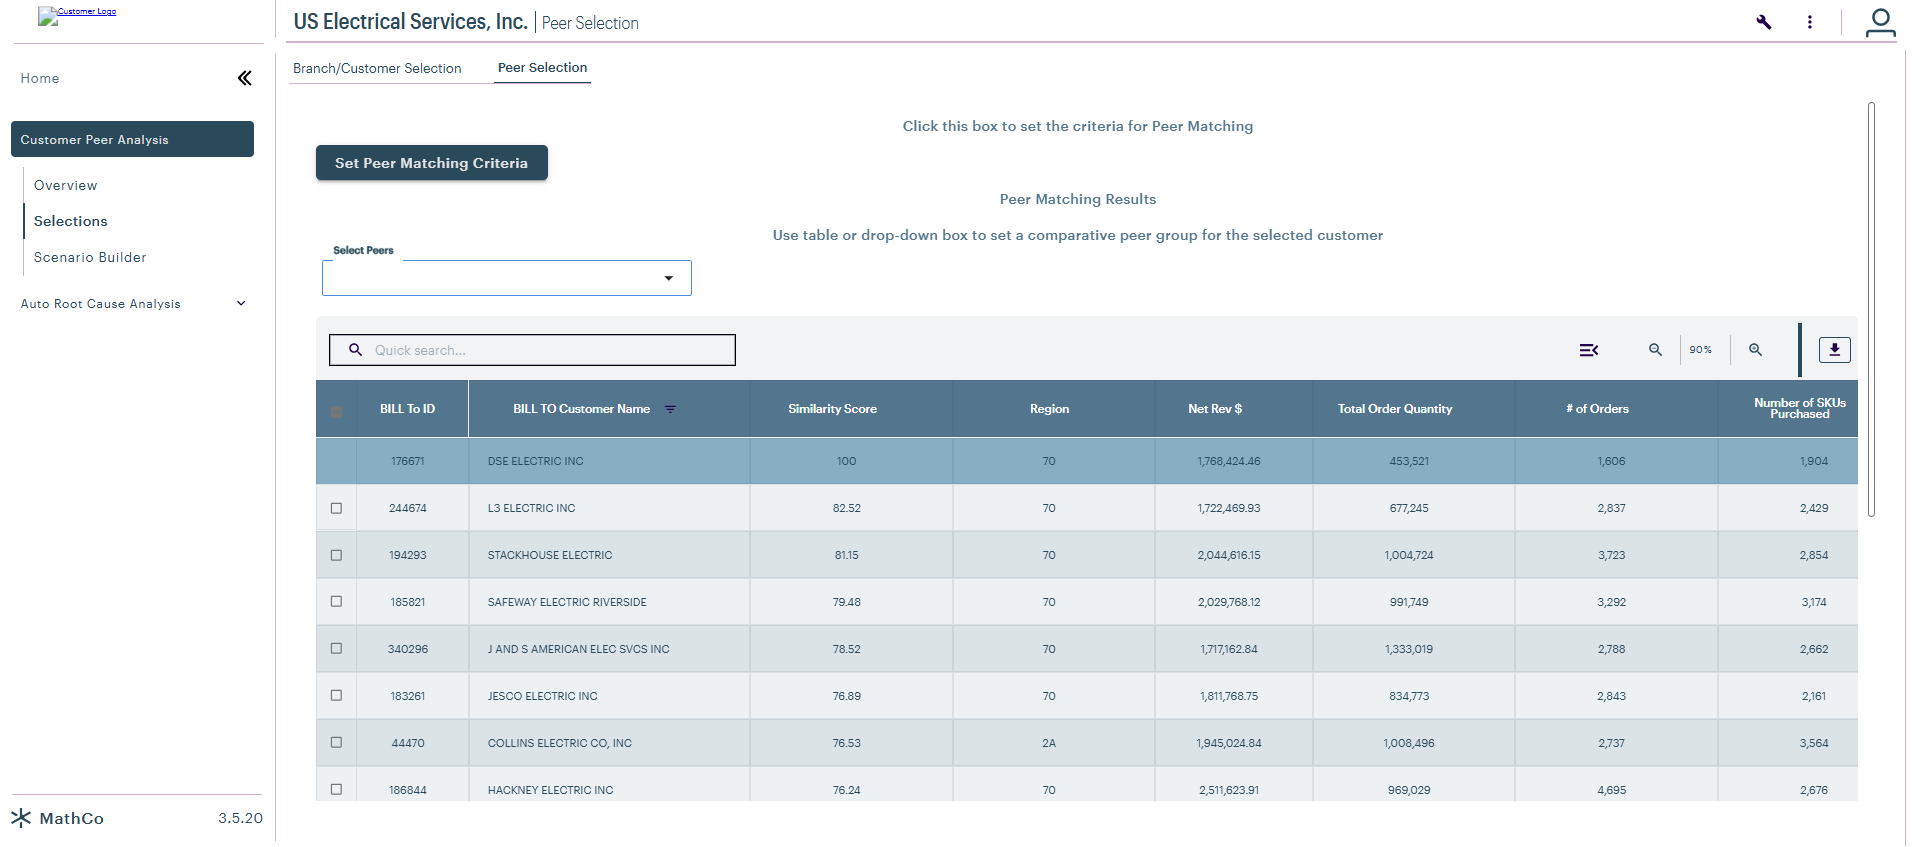 Customer Logo
US Electrical Services, Inc. | Peer Selection
Home
Customer Peer Analysis
Overview
Selections
Scenario Builder
Auto Root Cause Analysis
MathCo 3.5.20
Branch/Customer Selection Peer Selection
Click this box to set the criteria for Peer Matching
Set Peer Matching Criteria
Peer Matching Results
Use table or drop-down box to set a comparative peer group for the selected customer
Select Peers
Quick search... 90%
BILL To ID BILL TO Customer Name Similarity Score Region Net Rev $ Total Order Quantity # of Orders Number of SKUs
Purchased
176671 DSE ELECTRIC INC 100 70 1,768,424.46 453,521 1,606 1,904
244674 L3 ELECTRIC INC 82.52 70 1,722,469.93 677,245 2,837 2,429
194293 STACKHOUSE ELECTRIC 81.15 70 2,044,616.15 1,004,724 3,723 2,854
185821 SAFEWAY ELECTRIC RIVERSIDE 79.48 70 2,029,768.12 991,749 3,292 3,174
340296 J AND S AMERICAN ELEC SVCS INC 78.52 70 1,717,162.84 1,333,019 2,788 2,662
183261 JESCO ELECTRIC INC 76.89 70 1,811,768.75 834,773 2,843 2,161
44470 COLLINS ELECTRIC CO, INC 76.53 2A 1,945,024.84 1,008,496 2,737 3,564
186844 HACKNEY ELECTRIC INC 76.24 70 2,511,623.91 969,029 4,695 2,676